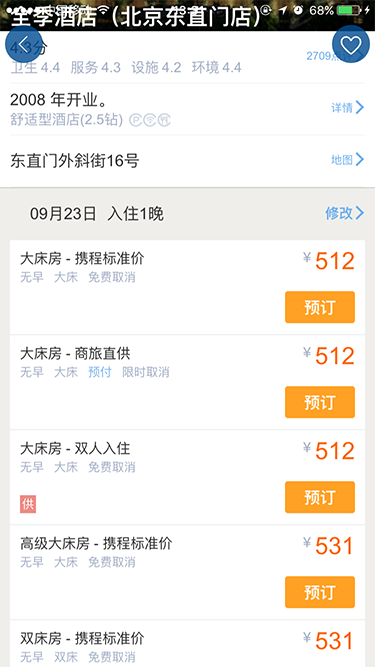 全季酒店（北京东直门店）
68%
分
2709
卫生 4.4 服务 4.3 设施 4.2 环境 4.4
2008 年开业。
舒适型酒店(2.5钻)
详情
东直门外斜街16号
地图
09月23日 入住1晚
修改
大床房 - 携程标准价
¥512
无早 大床 免费取消
预订
大床房 - 商旅直供
¥512
无早 大床 预付 限时取消
预订
大床房 - 双人入住
¥512
无早 大床 免费取消
供
预订
高级大床房 - 携程标准价
¥531
无早 大床 免费取消
预订
双床房 - 携程标准价
¥531
无早 双床 免费取消